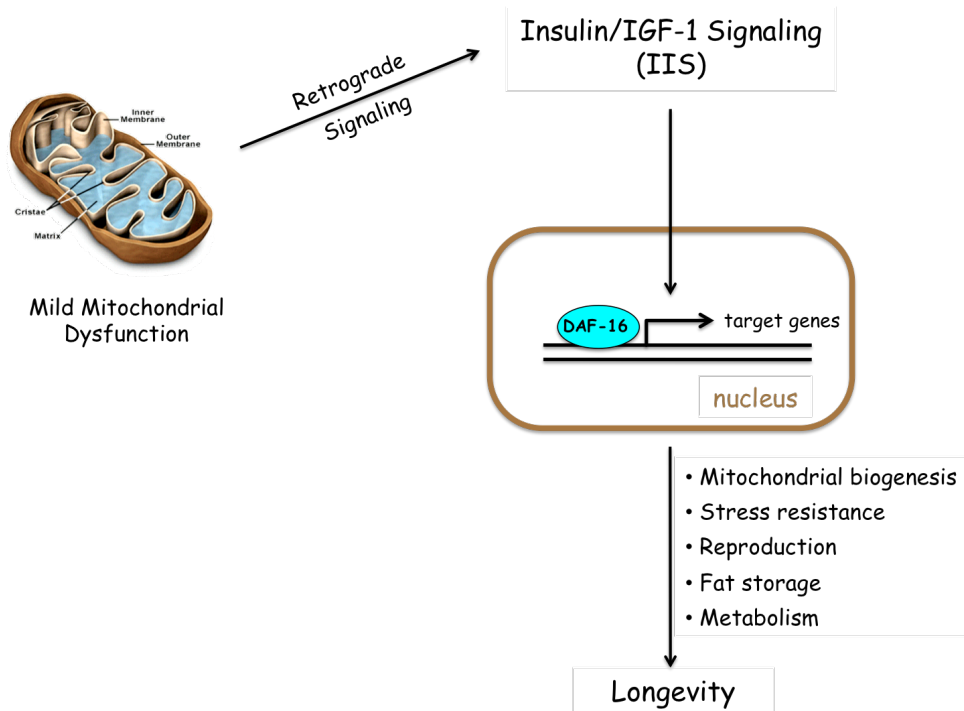 Insulin/IGF-1 Signaling
(IIS)
Retrograde
Signaling
Inner
Membrane
Outer
Membrane
Cristae
Matrix
Mild Mitochondrial
Dysfunction
DAF-16
target genes
nucleus
• Mitochondrial biogenesis
• Stress resistance
• Reproduction
• Fat storage
• Metabolism
Longevity